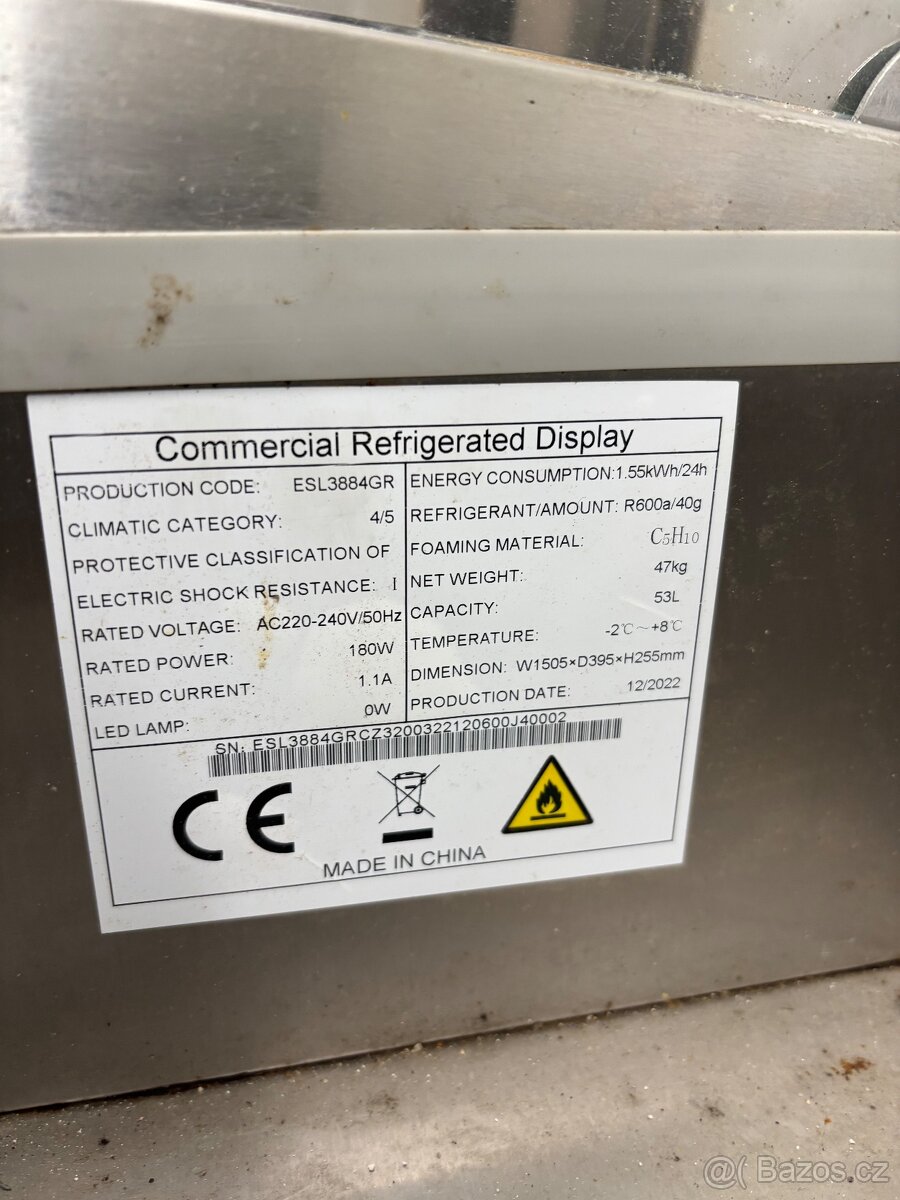 Commercial Refrigerated Display
PRODUCTION CODE: ESL3884GR
CLIMATIC CATEGORY: 4/5
PROTECTIVE CLASSIFICATION OF
ELECTRIC SHOCK RESISTANCE: I
RATED VOLTAGE: AC220-240V/50Hz
RATED POWER: 180W
RATED CURRENT: 1.1A
LED LAMP: 0W
ENERGY CONSUMPTION:1.55kWh/24h
REFRIGERANT/AMOUNT: R600a/40g
FOAMING MATERIAL: C5H10
NET WEIGHT: 47kg
CAPACITY: 53L
TEMPERATURE: -2℃~+8℃
DIMENSION: W1505×D395×H255mm
PRODUCTION DATE: 12/2022
SN: ESL3884GRCZ3200322120600J40002
CE
MADE IN CHINA
@( Bazos.cz